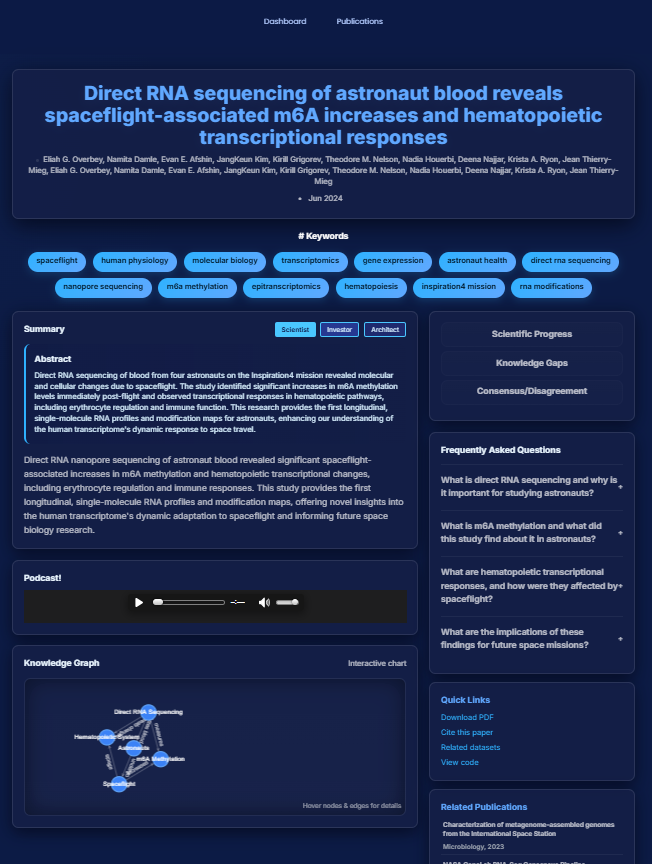 Dashboard Publications
Direct RNA sequencing of astronaut blood reveals
spaceflight-associated m6A increases and hematopoietic
transcriptional responses
Eliah G. Overbey, Namita Damle, Evan E. Afshin, JangKeun Kim, Kirill Grigorev, Theodore M. Nelson, Nadia Houerbi, Deena Najjar, Krista A. Ryon, Jean Thierry-
Mieg, Eliah G. Overbey, Namita Damle, Evan E. Afshin, JangKeun Kim, Kirill Grigorev, Theodore M. Nelson, Nadia Houerbi, Deena Najjar, Krista A. Ryon, Jean Thierry-
Mieg
• Jun 2024
# Keywords
spaceflight human physiology molecular biology transcriptomics gene expression astronaut health direct rna sequencing
nanopore sequencing m6a methylation epitranscriptomics hematopoiesis inspiration4 mission rna modifications
Summary
Scientist Investor Architect
Abstract
Direct RNA sequencing of blood from four astronauts on the Inspiration4 mission revealed molecular
and cellular changes due to spaceflight. The study identified significant increases in m6A methylation
levels immediately post-flight and observed transcriptional responses in hematopoietic pathways,
including erythrocyte regulation and immune function. This research provides the first longitudinal,
single-molecule RNA profiles and modification maps for astronauts, enhancing our understanding of
the human transcriptome's dynamic response to space travel.
Direct RNA nanopore sequencing of astronaut blood revealed significant spaceflight-
associated increases in m6A methylation and hematopoietic transcriptional changes,
including erythrocyte regulation and immune responses. This study provides the first
longitudinal, single-molecule RNA profiles and modification maps, offering novel insights into
the human transcriptome's dynamic adaptation to spaceflight and informing future space
biology research.
Podcast!
Knowledge Graph
Interactive chart
Direct RNA Sequencing
Hematopoietic System
Astronauts
m6A Methylation
Spaceflight
Hover nodes & edges for details
Scientific Progress
Knowledge Gaps
Consensus/Disagreement
Frequently Asked Questions
What is direct RNA sequencing and why is
it important for studying astronauts? +
What is m6A methylation and what did
this study find about it in astronauts? +
What are hematopoietic transcriptional
responses, and how were they affected by +
spaceflight?
What are the implications of these
findings for future space missions? +
Quick Links
Download PDF
Cite this paper
Related datasets
View code
Related Publications
Characterization of metagenome-assembled genomes
from the International Space Station
Microbiology, 2023